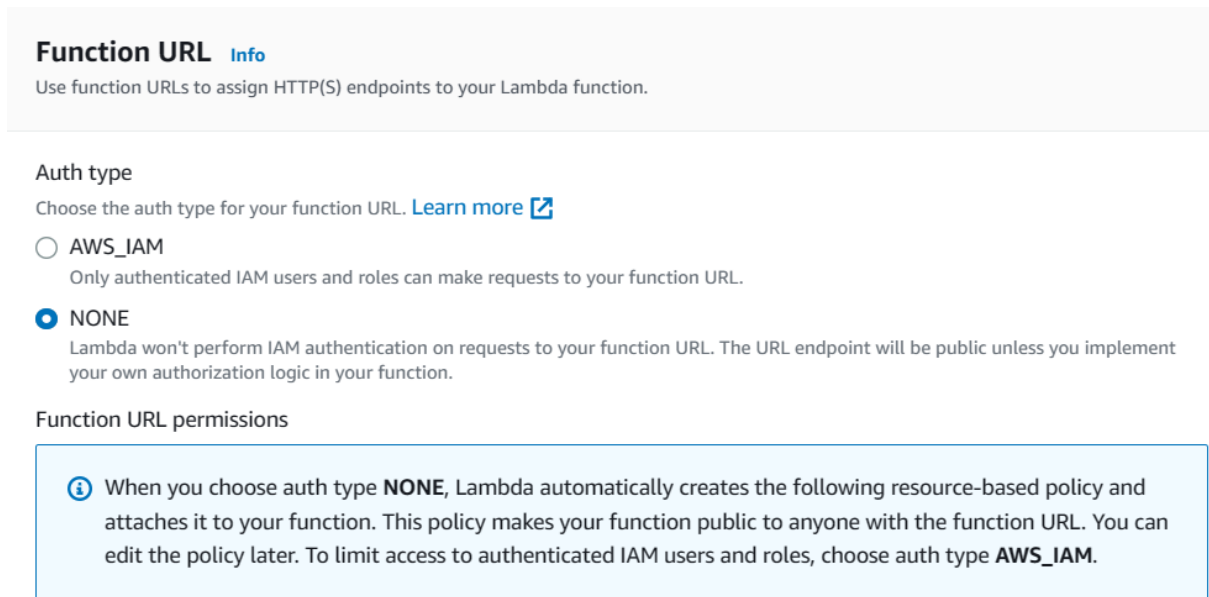 Function URL Info
Use function URLs to assign HTTP(S) endpoints to your Lambda function.
Auth type
Choose the auth type for your function URL. Learn more
AWS_IAM
Only authenticated IAM users and roles can make requests to your function URL.
NONE
Lambda won't perform IAM authentication on requests to your function URL. The URL endpoint will be public unless you implement
your own authorization logic in your function.
Function URL permissions
When you choose auth type NONE, Lambda automatically creates the following resource-based policy and
attaches it to your function. This policy makes your function public to anyone with the function URL. You can
edit the policy later. To limit access to authenticated IAM users and roles, choose auth type AWS_IAM.